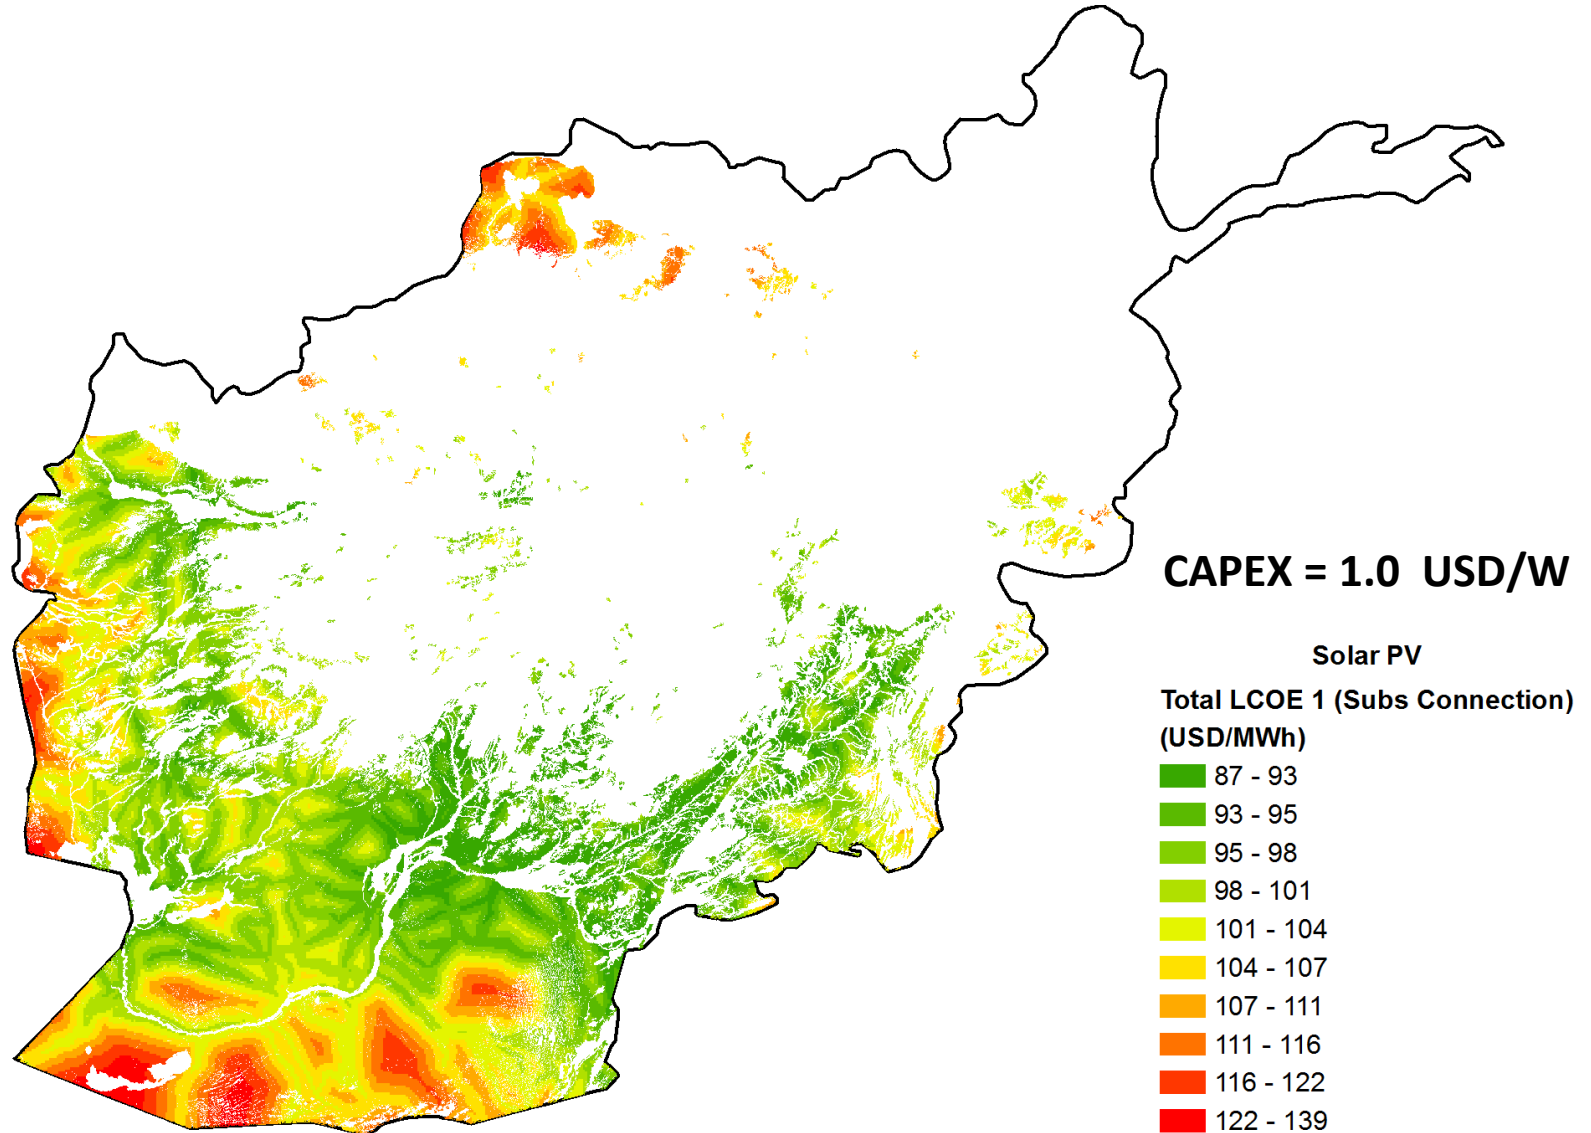 CAPEX = 1.0 USD/W
Solar PV
Total LCOE 1 (Subs Connection)
(USD/MWh)
87 - 93
93 - 95
95 - 98
98 - 101
101 - 104
104 - 107
107 - 111
111 - 116
116 - 122
122 - 139